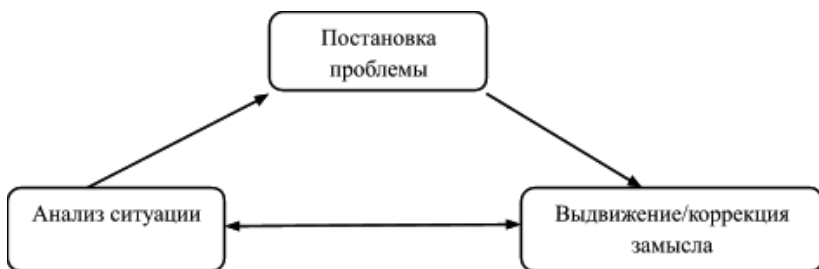 Постановка
проблемы
Анализ ситуации
Выдвижение/коррекция
замысла